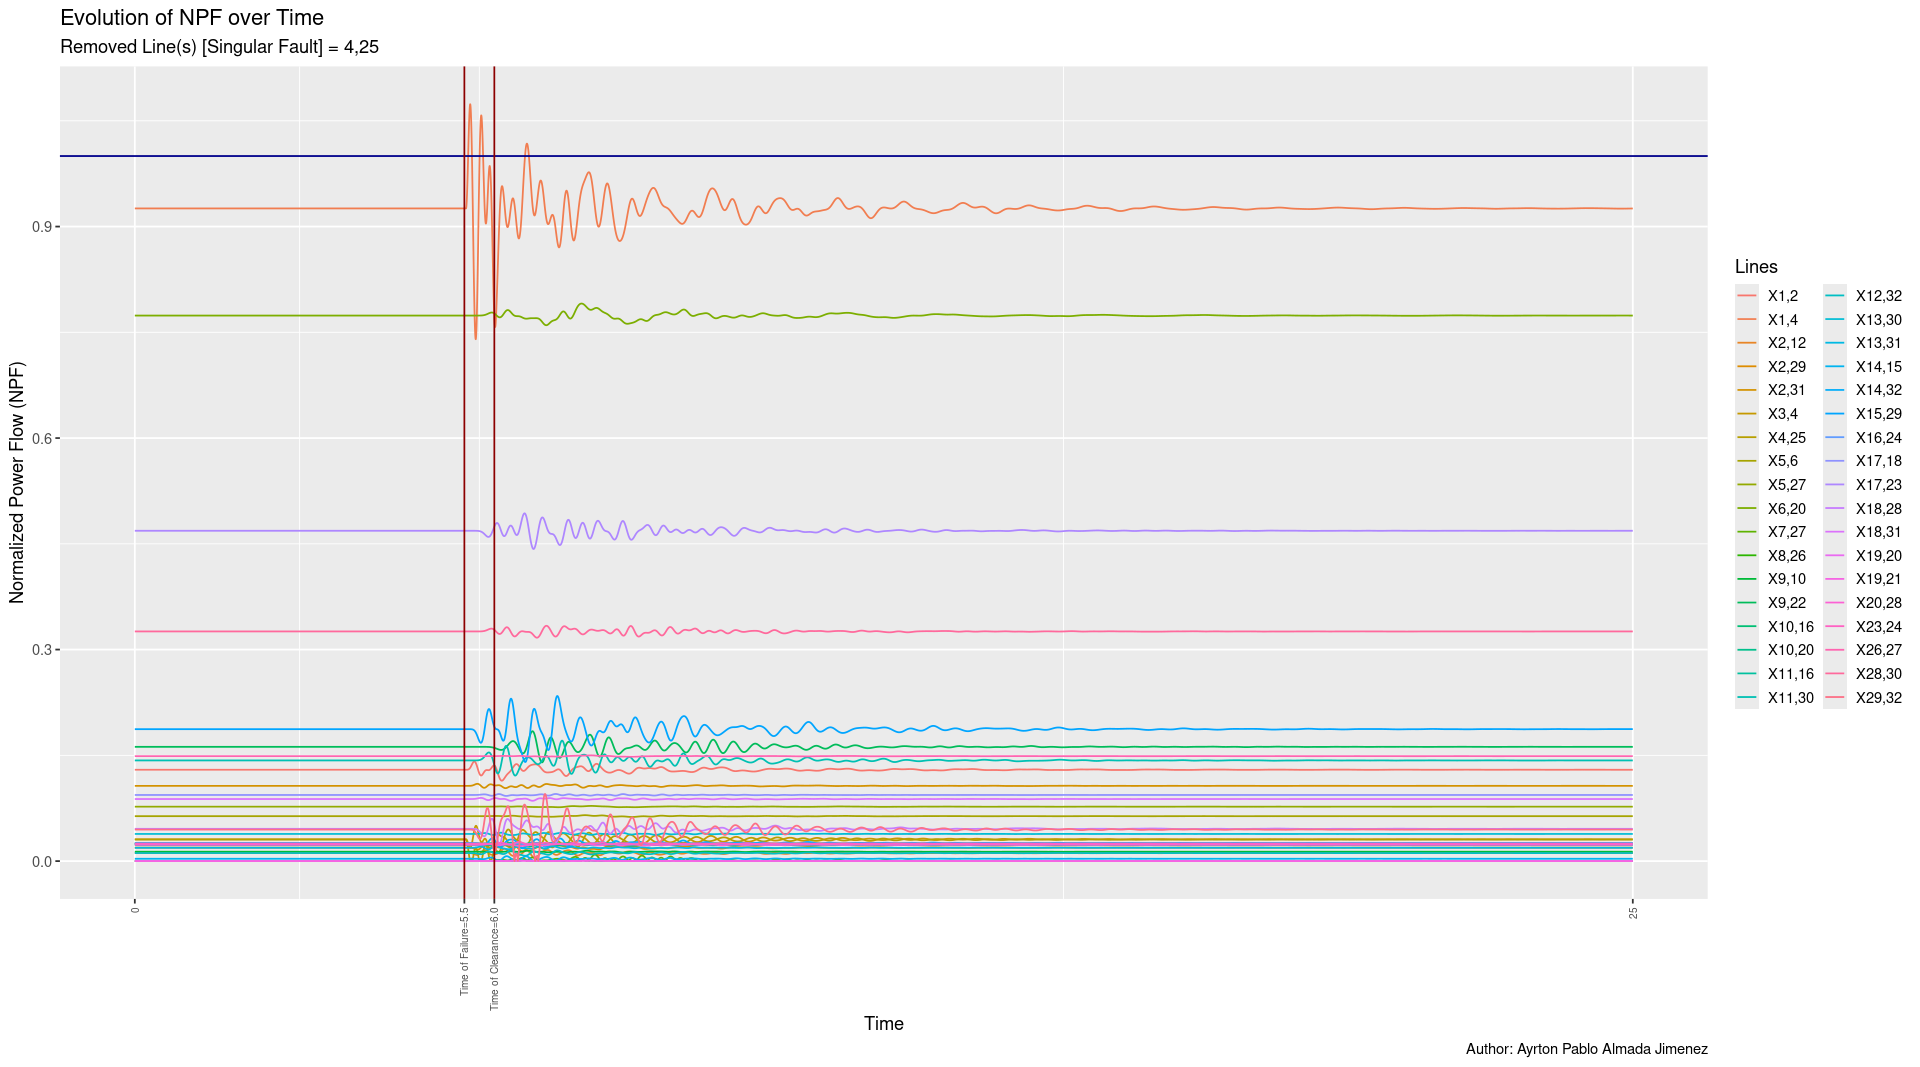 Evolution of NPF over Time
Removed Line(s) [Singular Fault] = 4,25
Normalized Power Flow (NPF)
0.9
0.6
0.3
0.0
0
Time of Failure=5.5
Time of Clearance=6.0
25
Time
Lines
X1,2
X1,4
X2,12
X2,29
X2,31
X3,4
X4,25
X5,6
X5,27
X6,20
X7,27
X8,26
X9,10
X9,22
X10,16
X10,20
X11,16
X11,30
X12,32
X13,30
X13,31
X14,15
X14,32
X15,29
X16,24
X17,18
X17,23
X18,28
X18,31
X19,20
X19,21
X20,28
X23,24
X26,27
X28,30
X29,32
Author: Ayrton Pablo Almada Jimenez